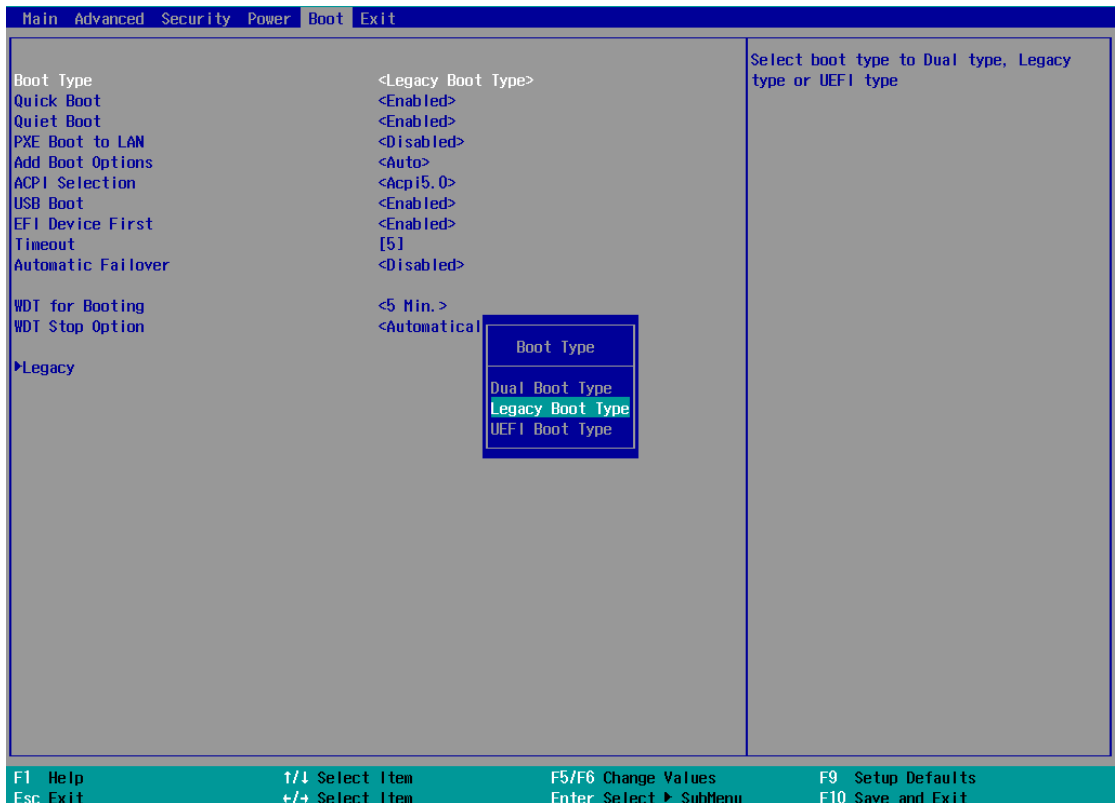 Main Advanced Security Power Boot Exit
Select boot type to Dual type, Legacy
type or UEFI type
Boot Type <Legacy Boot Type>
Quick Boot <Enabled>
Quiet Boot <Enabled>
PXE Boot to LAN <Disabled>
Add Boot Options <Auto>
ACPI Selection <Acpi5.0>
USB Boot <Enabled>
EFI Device First <Enabled>
Timeout [5]
Automatic Failover <Disabled>
WDT for Booting <5 Min.>
WDT Stop Option <Automatical
▶Legacy
Boot Type
Dual Boot Type
Legacy Boot Type
UEFI Boot Type
F1 Help ↑/↓ Select Item F5/F6 Change Values F9 Setup Defaults
Esc Exit ←/→ Select Item Enter Select ▶ SubMenu F10 Save and Exit